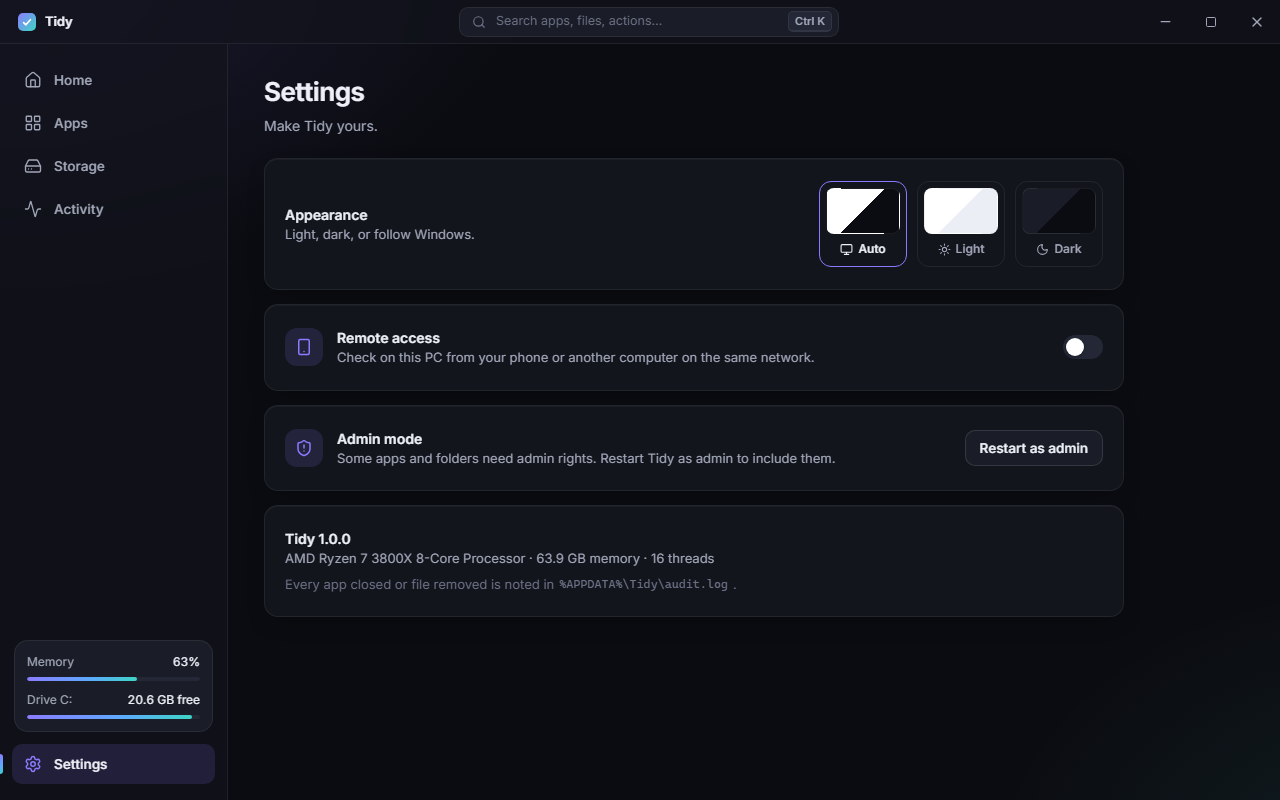 Tidy
Search apps, files, actions...
Ctrl K
Home
Apps
Storage
Activity
Settings
Make Tidy yours.
Appearance
Light, dark, or follow Windows.
Auto
Light
Dark
Remote access
Check on this PC from your phone or another computer on the same network.
Admin mode
Some apps and folders need admin rights. Restart Tidy as admin to include them.
Restart as admin
Tidy 1.0.0
AMD Ryzen 7 3800X 8-Core Processor · 63.9 GB memory · 16 threads
Every app closed or file removed is noted in %APPDATA%\Tidy\audit.log .
Memory 63%
Drive C: 20.6 GB free
Settings